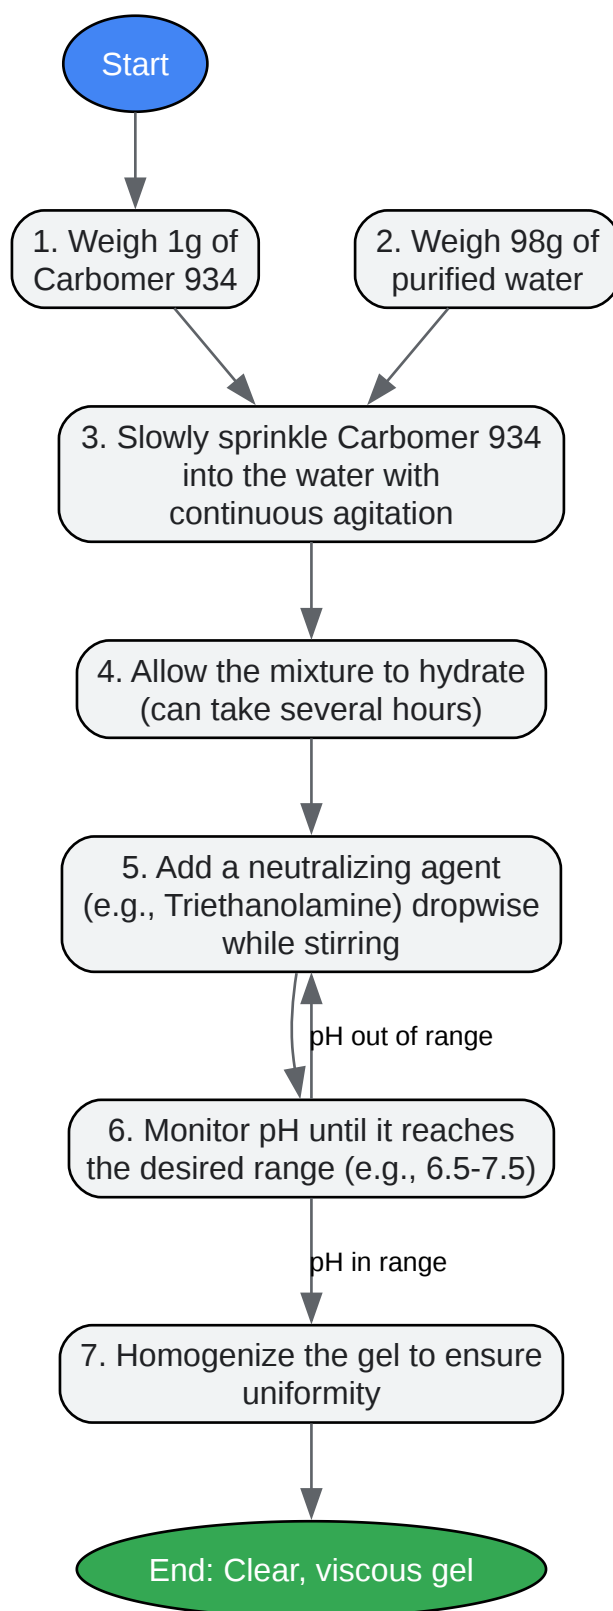 Start
1. Weigh 1g of
Carbomer 934
2. Weigh 98g of
purified water
3. Slowly sprinkle Carbomer 934
into the water with
continuous agitation
4. Allow the mixture to hydrate
(can take several hours)
5. Add a neutralizing agent
(e.g., Triethanolamine) dropwise
while stirring
pH out of range
6. Monitor pH until it reaches
the desired range (e.g., 6.5-7.5)
pH in range
7. Homogenize the gel to ensure
uniformity
End: Clear, viscous gel